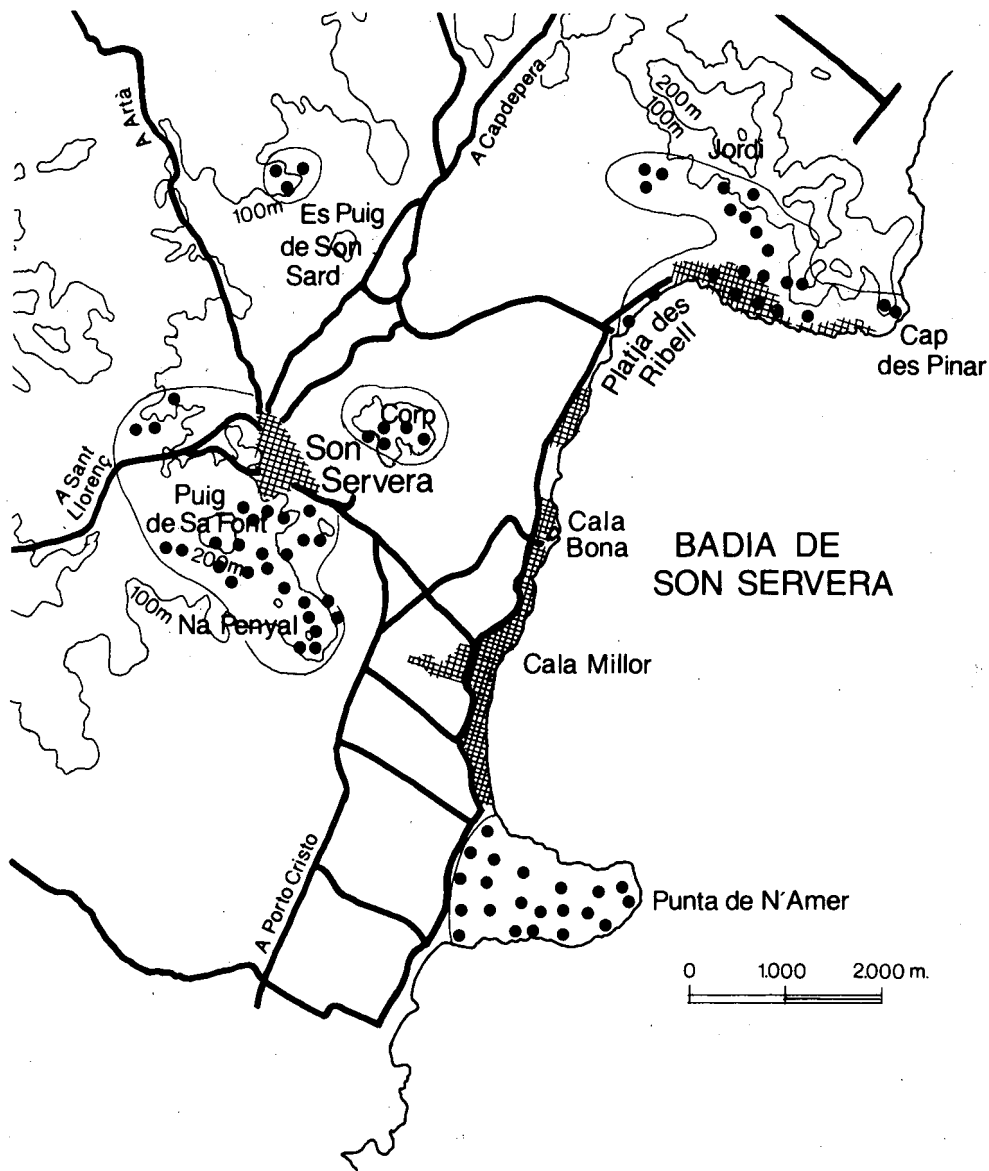 A Artà
A Capdepera
200m
100m
Jordi
100m
Es Puig
de Son
Sard
Platja des
Ribell
Cap
des Pinar
Corp
Son
Servera
A Sant
Llorenç
Puig
de Sa Font
200m
100m
Na Penyal
Cala
Bona
BADIA DE
SON SERVERA
Cala Millor
A Porto Cristo
Punta de N´Amer
0 1.000 2.000 m.